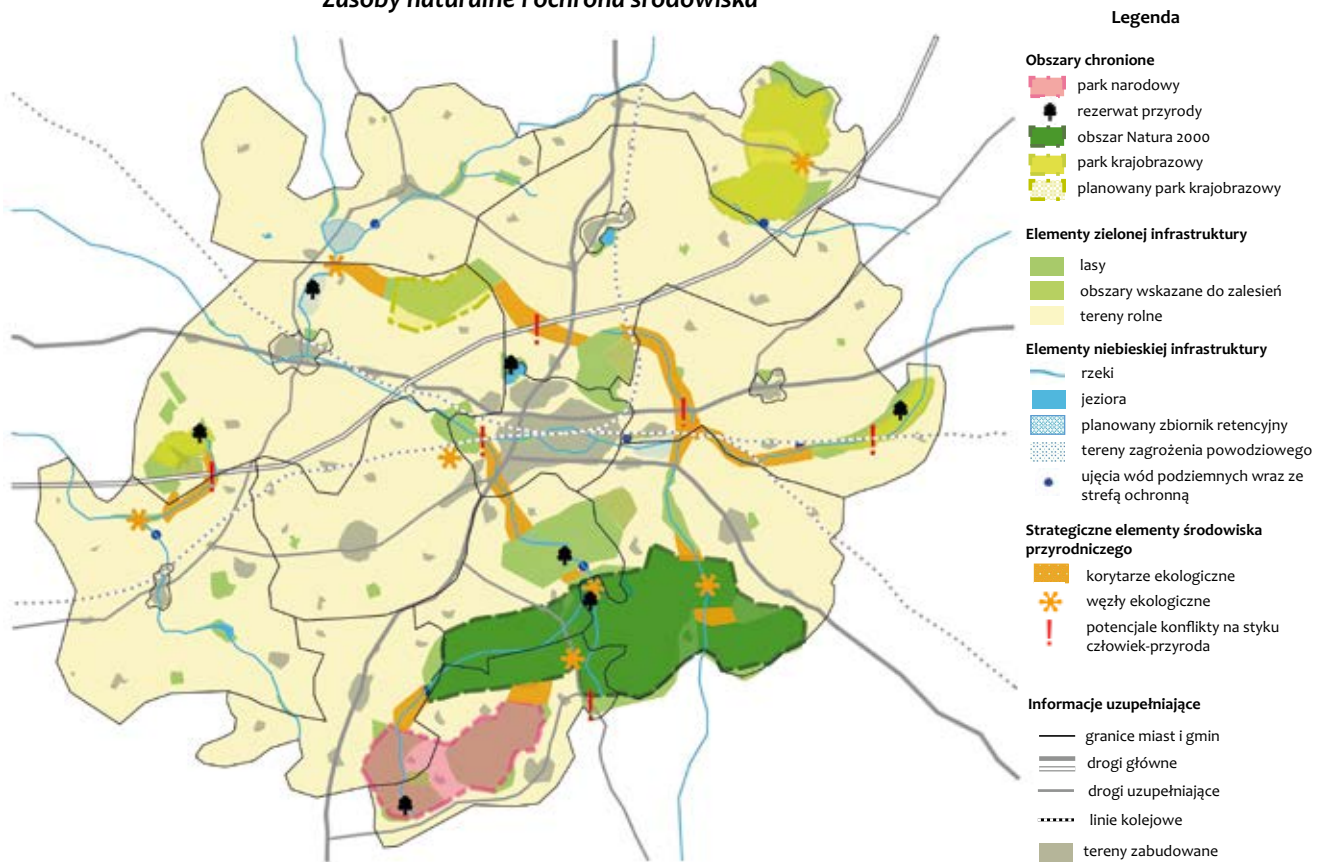 Zasoby naturalne i ochrona środowiska
Legenda
Obszary chronione
park narodowy
rezerwat przyrody
obszar Natura 2000
park krajobrazowy
planowany park krajobrazowy
Elementy zielonej infrastruktury
lasy
obszary wskazane do zalesień
tereny rolne
Elementy niebieskiej infrastruktury
rzeki
jeziora
planowany zbiornik retencyjny
tereny zagrożenia powodziowego
ujęcia wód podziemnych wraz ze
strefą ochronną
Strategiczne elementy środowiska
przyrodniczego
korytarze ekologiczne
węzły ekologiczne
potencjale konflikty na styku
człowiek-przyroda
Informacje uzupełniające
granice miast i gmin
drogi główne
drogi uzupełniające
linie kolejowe
tereny zabudowane